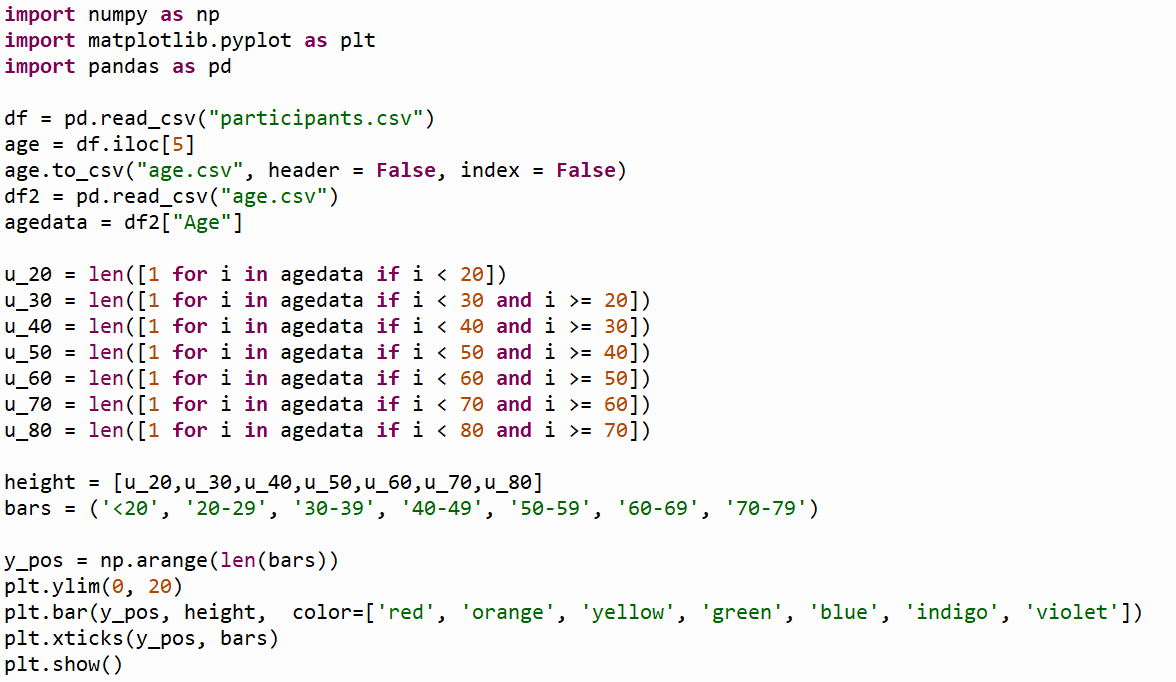 import numpy as np
import matplotlib.pyplot as plt
import pandas as pd

df = pd.read_csv("participants.csv")
age = df.iloc[5]
age.to_csv("age.csv", header = False, index = False)
df2 = pd.read_csv("age.csv")
agedata = df2["Age"]

u_20 = len([1 for i in agedata if i < 20])
u_30 = len([1 for i in agedata if i < 30 and i >= 20])
u_40 = len([1 for i in agedata if i < 40 and i >= 30])
u_50 = len([1 for i in agedata if i < 50 and i >= 40])
u_60 = len([1 for i in agedata if i < 60 and i >= 50])
u_70 = len([1 for i in agedata if i < 70 and i >= 60])
u_80 = len([1 for i in agedata if i < 80 and i >= 70])

height = [u_20,u_30,u_40,u_50,u_60,u_70,u_80]
bars = ('<20', '20-29', '30-39', '40-49', '50-59', '60-69', '70-79')

y_pos = np.arange(len(bars))
plt.ylim(0, 20)
plt.bar(y_pos, height,  color=['red', 'orange', 'yellow', 'green', 'blue', 'indigo', 'violet'])
plt.xticks(y_pos, bars)
plt.show()